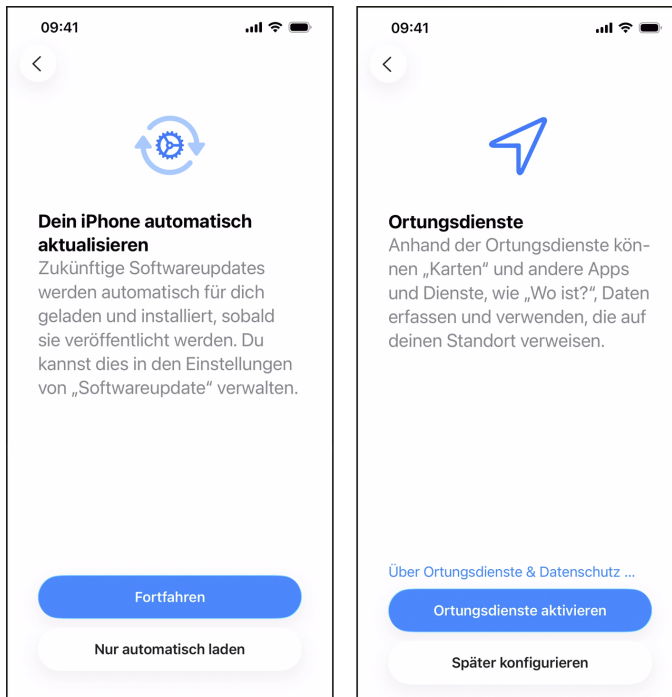 09:41
Dein iPhone automatisch
aktualisieren
Zukünftige Softwareupdates
werden automatisch für dich
geladen und installiert, sobald
sie veröffentlicht werden. Du
kannst dies in den Einstellungen
von „Softwareupdate“ verwalten.
Fortfahren
Nur automatisch laden
09:41
Ortungsdienste
Anhand der Ortungsdienste kön-
nen „Karten“ und andere Apps
und Dienste, wie „Wo ist?“, Daten
erfassen und verwenden, die auf
deinen Standort verweisen.
Über Ortungsdienste & Datenschutz ...
Ortungsdienste aktivieren
Später konfigurieren